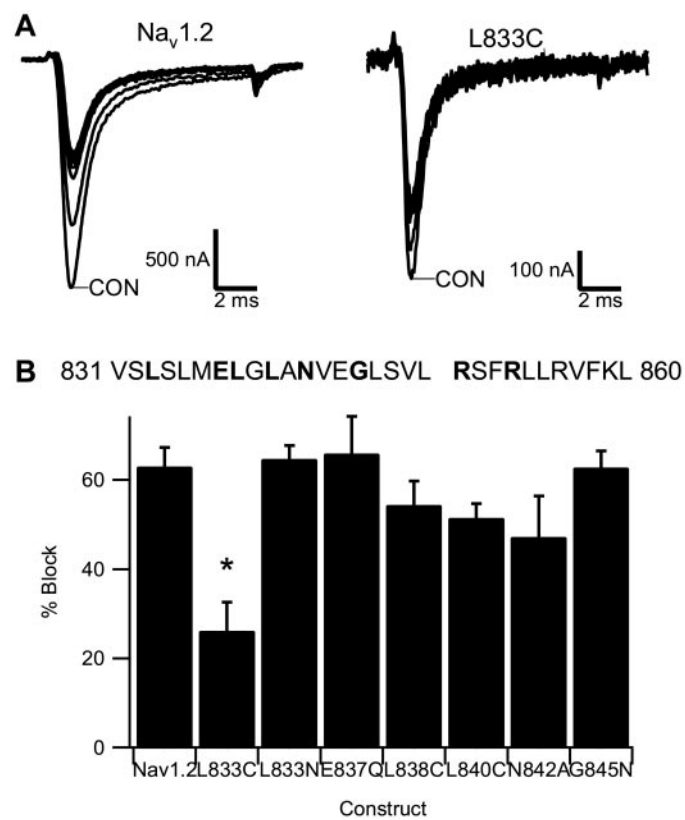 A
Nav1.2
L833C
500 nA
2 ms
CON
100 nA
2 ms
CON
B 831 VSLSLMELGLANVEGLSVL RSFRLLRVFKL 860
% Block
60
40
20
0
*
Nav1.2 L833C L833N E837Q L838C L840C N842A G845N
Construct